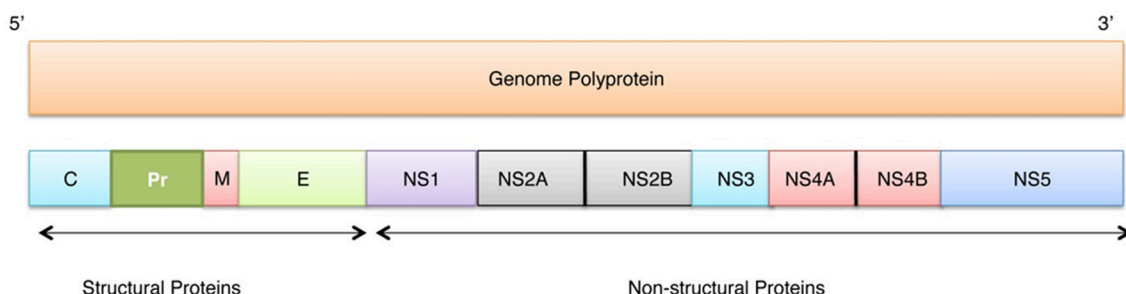 5’ 3’
Genome Polyprotein
C Pr M E NS1 NS2A NS2B NS3 NS4A NS4B NS5
Structural Proteins Non-structural Proteins